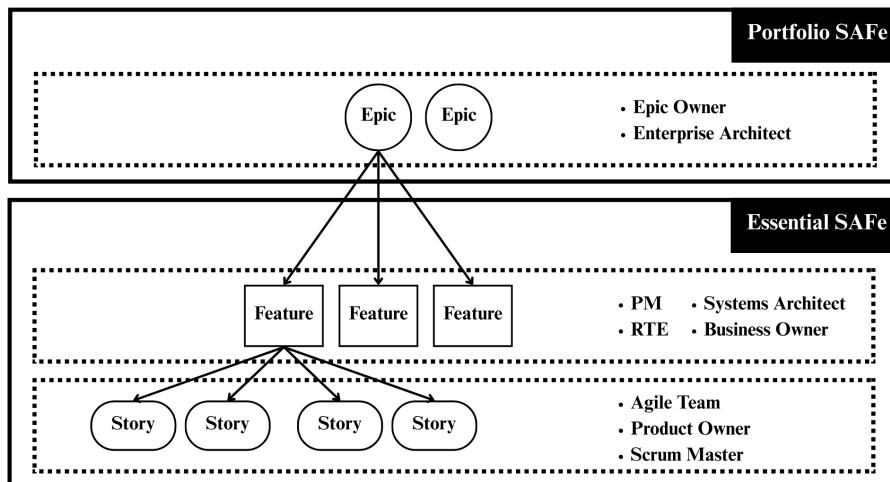 Portfolio SAFe
Epic Epic
• Epic Owner
• Enterprise Architect
Essential SAFe
Feature Feature Feature
• PM • Systems Architect
• RTE • Business Owner
Story Story Story Story
• Agile Team
• Product Owner
• Scrum Master